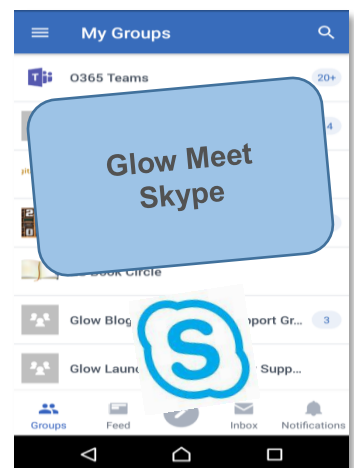 My Groups
O365 Teams
20+
4
Glow Meet
Skype
Book Circle
Glow Blog
pport Gr...
3
Glow Laun
Supp...
Groups
Feed
Inbox
Notifications